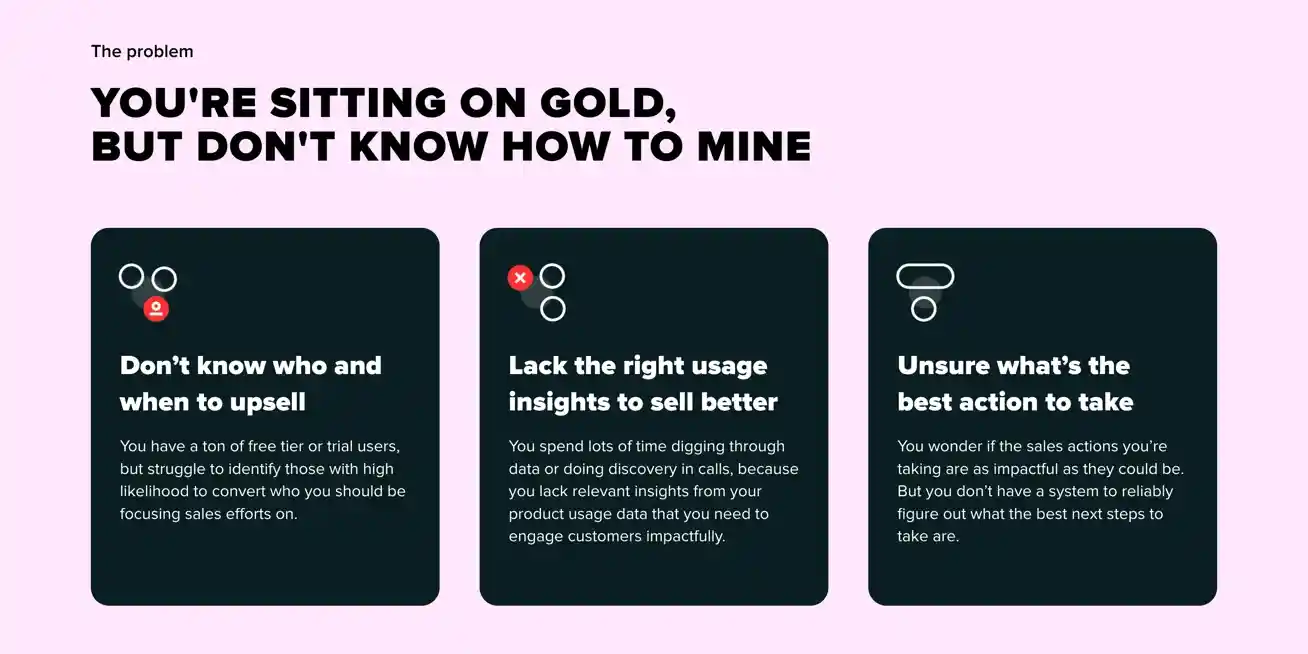 The problem
YOU'RE SITTING ON GOLD,
BUT DON'T KNOW HOW TO MINE
Don’t know who and
when to upsell
You have a ton of free tier or trial users,
but struggle to identify those with high
likelihood to convert who you should be
focusing sales efforts on.
Lack the right usage
insights to sell better
You spend lots of time digging through
data or doing discovery in calls, because
you lack relevant insights from your
product usage data that you need to
engage customers impactfully.
Unsure what’s the
best action to take
You wonder if the sales actions you’re
taking are as impactful as they could be.
But you don’t have a system to reliably
figure out what the best next steps to
take are.